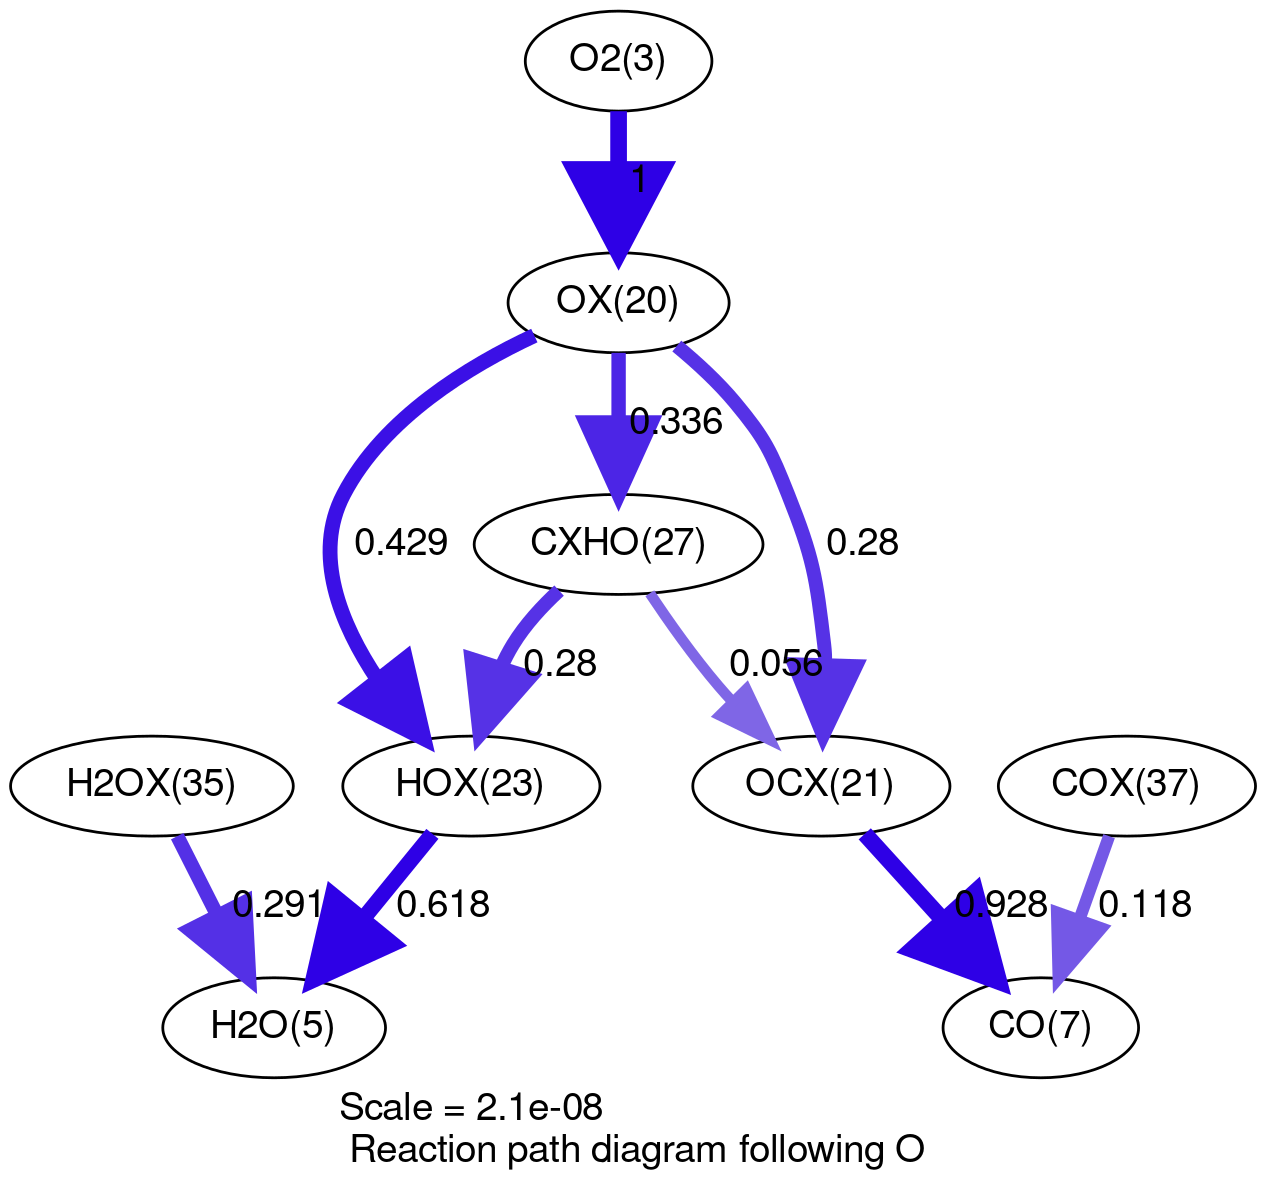 O2(3)
1
OX(20)
0.336
0.429
CXHO(27)
0.28
0.28
0.056
H2OX(35)
HOX(23)
OCX(21)
COX(37)
0.291
0.618
0.928
0.118
H2O(5)
CO(7)
Scale = 2.1e-08
Reaction path diagram following O